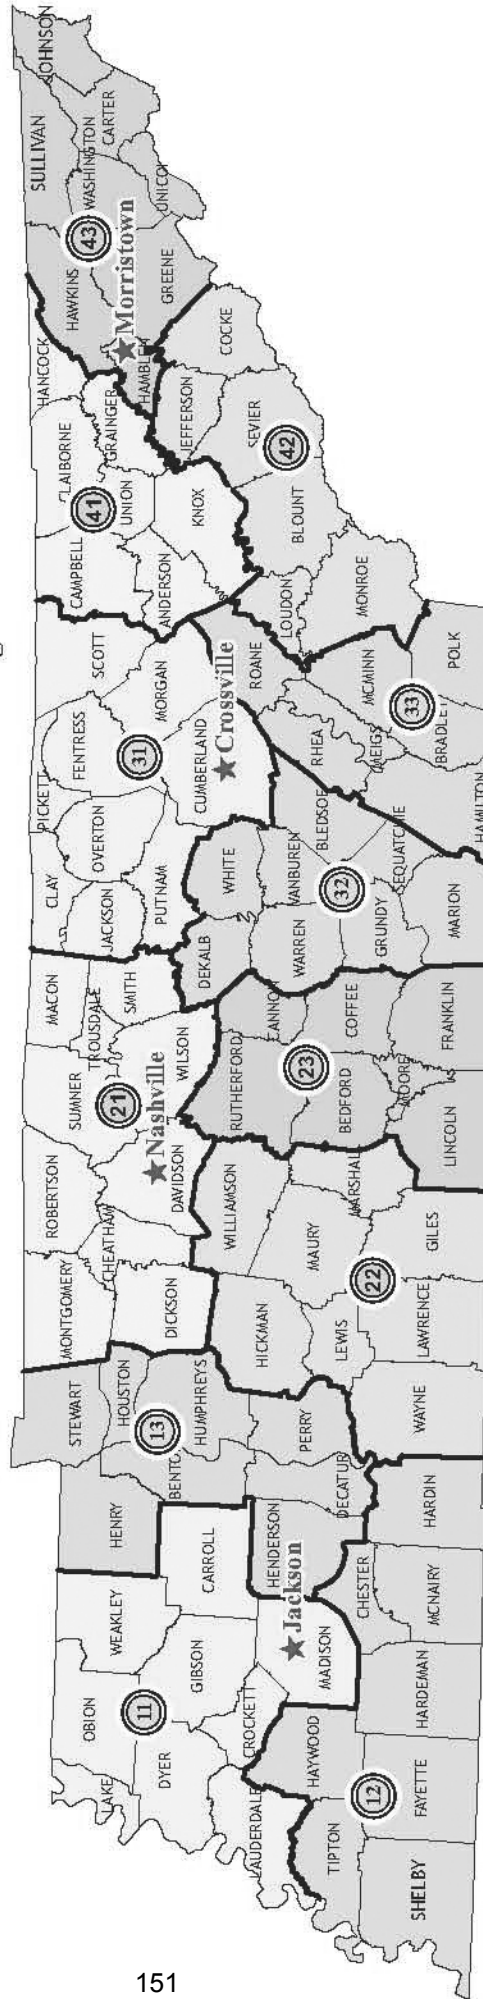 151
LAKE
OBION
WEAKLEY
HENRY
STEWART
MONTGOMERY
ROBERTSON
SUMNER
MACON
CLAY
PICKETT
SCOTT
CAMPBELL
LAIBORNE
HANCOCK
HAWKINS
SULLIVAN
JOHNSON
11
DYER
GIBSON
CARROLL
BENTO
13
HOUSTON
HUMPHREYS
DICKSON
CHEATHAM
DAVIDSON
Nashville
21
TROUSDALE
SMITH
WILSON
JACKSON
OVERTON
PUTNAM
FENTRESS
31
MORGAN
CUMBERLAND
Crossville
ANDERSON
41
UNION
GRAINGER
KNOX
HAMBLEN
Morristown
43
WASHINGTON
CARTER
UNICOI
GREENE
LAUDERDALE
CROCKETT
HAYWOOD
MADISON
Jackson
HENDERSON
DECATUR
PERRY
HICKMAN
WILLIAMSON
RUTHERFORD
ANNON
DEKALB
WHITE
VANBUREN
WARREN
BLEDSOE
RHEA
ROANE
LOUDON
BLOUNT
SEVIER
42
JEFFERSON
COCKE
TIPTON
12
CHESTER
LEWIS
MAURY
22
MARSHALL
BEDFORD
23
COFFEE
MOORE
GRUNDY
32
SEQUATCHIE
MEIGS
MCMINN
33
MONROE
SHELBY
FAYETTE
HARDEMAN
MCNAIRY
HARDIN
WAYNE
LAWRENCE
GILES
LINCOLN
FRANKLIN
MARION
HAMILTON
BRADLEY
POLK